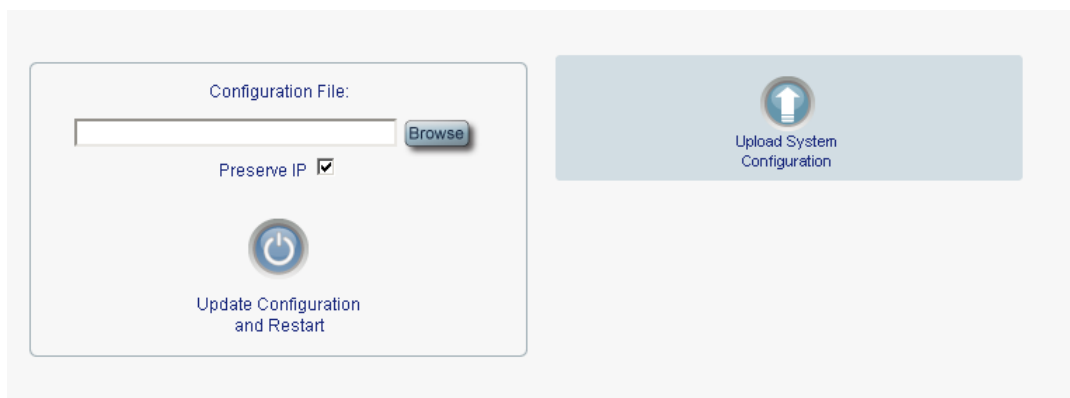 Configuration File:
Browse
Preserve IP
Update Configuration
and Restart
Upload System
Configuration